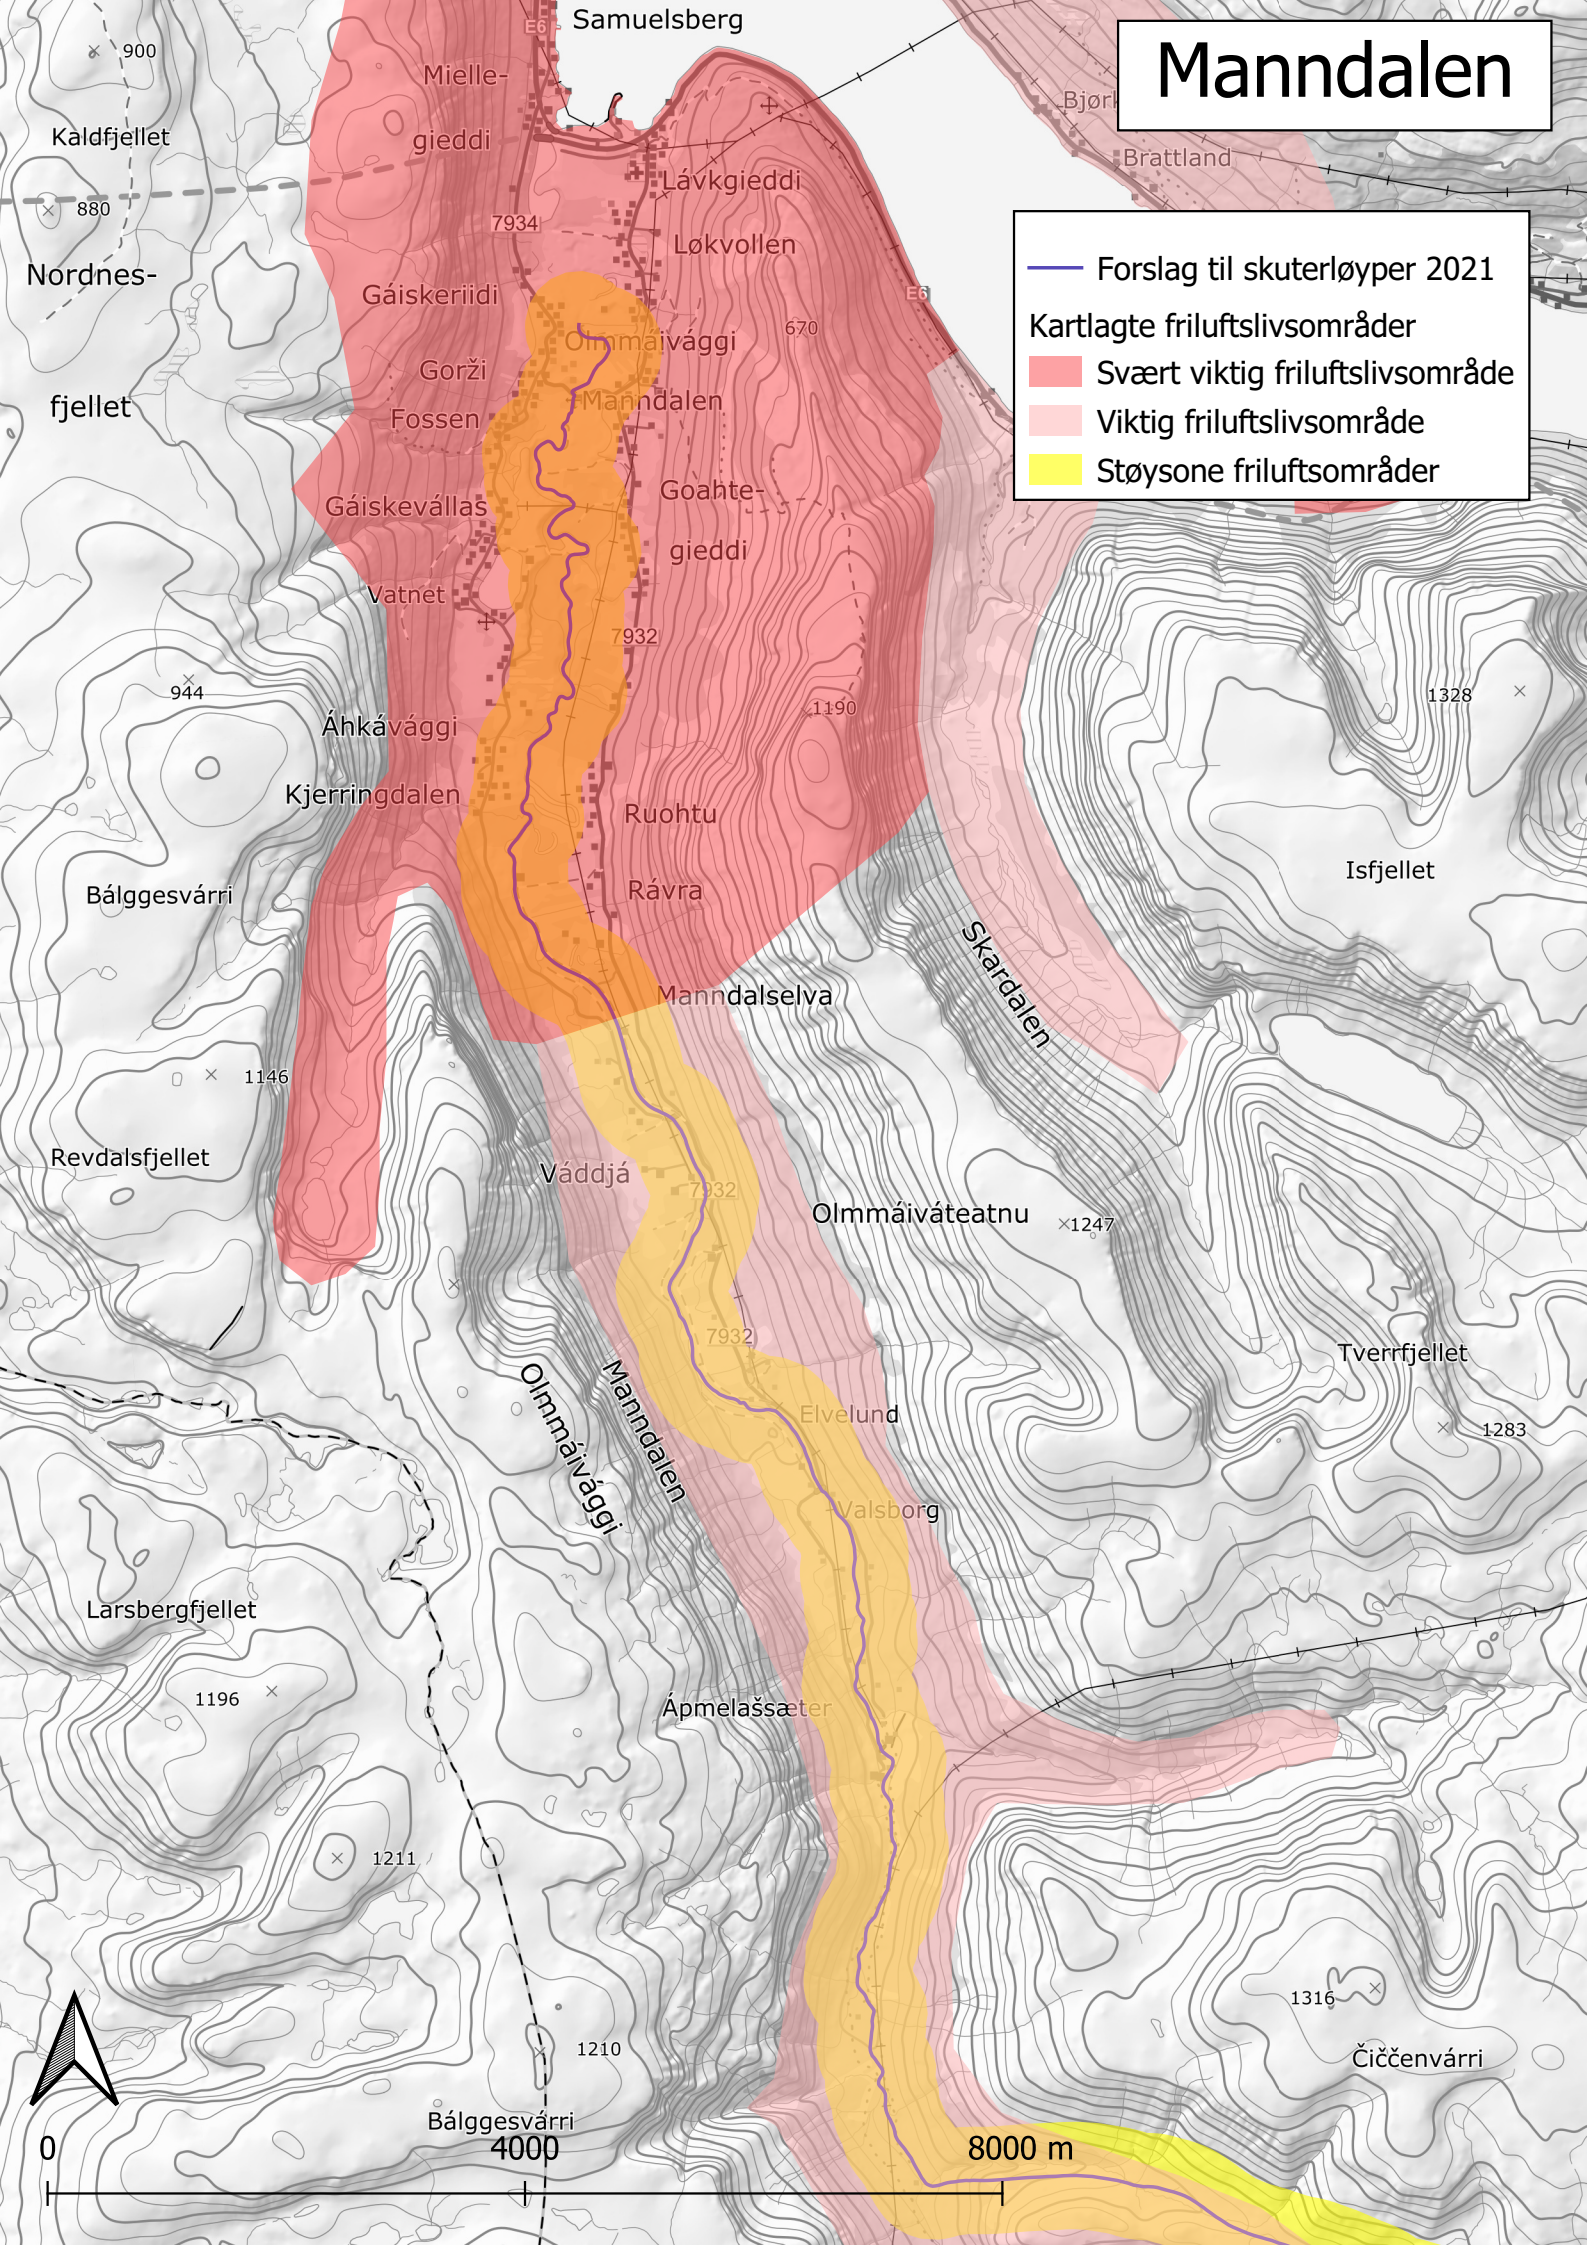 Samuelsberg
E6
Manndalen
900
Mielle-
Kaldfjellet
gieddi
Brattland
Lávkgieddi
880
7934
Løkvollen
Nordnes-
Forslag til skuterløyper 2021
Gáiskeriidi
E6
Kartlagte friluftslivsområder
670
Olmmáivággi
Gorži
Svært viktig friluftslivsområde
fjellet
Manndalen
Fossen
Viktig friluftslivsområde
Støysone friluftsområder
Goahte-
Gáiskevállas
gieddi
Vatnet
7932
944
1328
1190
Áhkávággi
Kjerringdalen
Ruohtu
Isfjellet
Bálggesvárri
Rávra
Skardalen
Manndalselva
1146
Revdalsfjellet
Váddjá
7932
Olmmáiváteatnu
1247
7932
Tverrfjellet
Olmmáivággi
Manndalen
Elvelund
1283
Valsborg
Larsbergfjellet
1196
Ápmelašsæter
1211
1316
1210
Čiččenvárri
Bálggesvárri
0
4000
8000 m